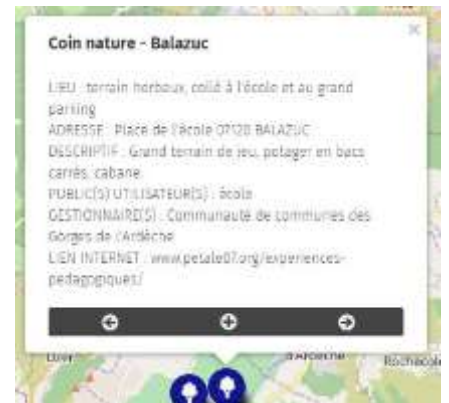 Coin nature - Balazuc
×
LIEU : terrain herbeux, collé à l'école et au grand
parking
ADRESSE : Place de l'école 07120 BALAZUC
DESCRIPTIF : Grand terrain de jeu, potager en bacs
carrés, cabane.
PUBLIC(S) UTILISATEUR(S) : école
GESTIONNAIRE(S) : Communauté de communes des
Gorges de l'Ardèche
LIEN INTERNET : www.petale07.org/experiences-
pedagogiques/
d'Ardèche
Rochecol